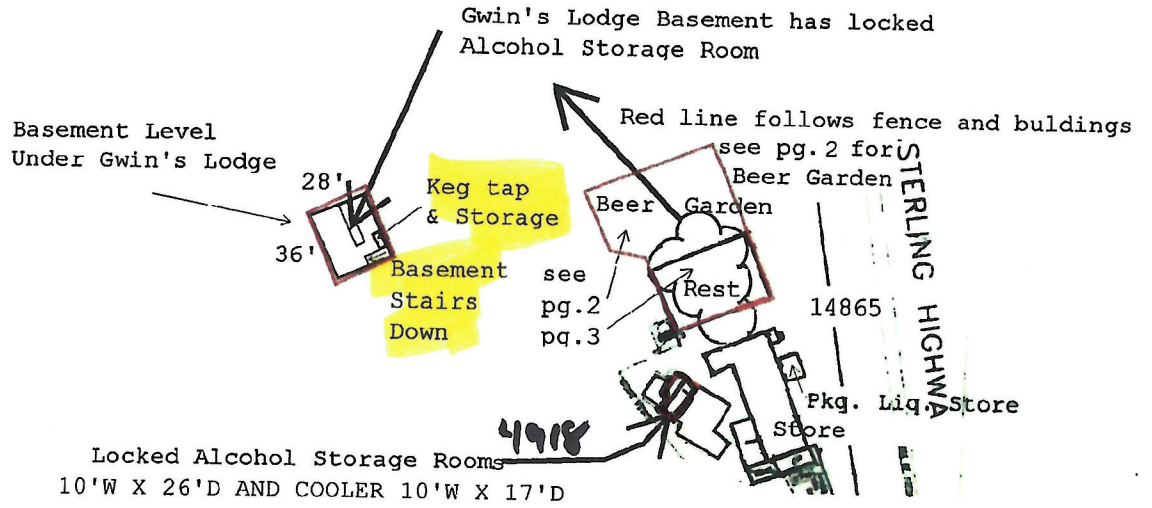 Gwin's Lodge Basement has locked
Alcohol Storage Room
Red line follows fence and buldings
see pg.2 for
Beer Garden
Basement Level
Under Gwin's Lodge
28'
36'
Keg tap
& Storage
Basement
Stairs
Down
Beer Garden
see
pg.2
pg.3
Rest
14865
STERLING HIGHWA
Pkg. Liq. Store
Store
4918
Locked Alcohol Storage Rooms
10'W X 26'D AND COOLER 10'W X 17'D